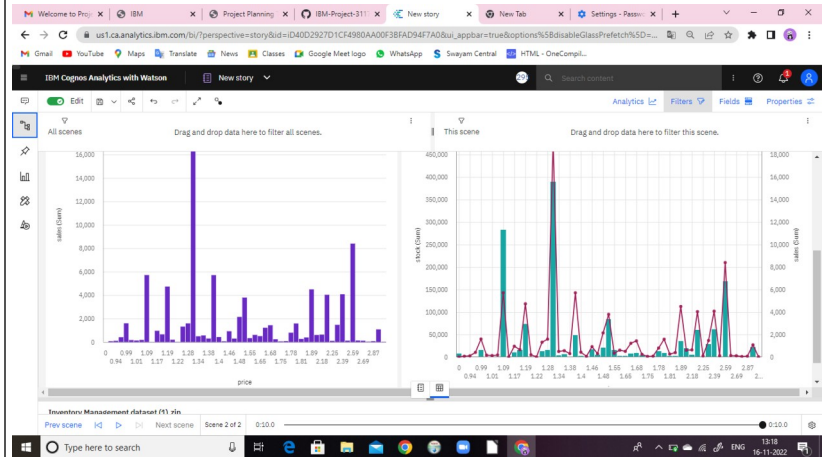 Welcome to Proj
IBM
Project Planning
IBM-Project-311
New story
New Tab
Settings - Passw
us1.ca.analytics.ibm.com/bi/?perspective=story&id=iD40D2927D1CF4980AA00F3BFAD94F7A0&ui_appbar=true&options%5BdisableGlassPrefetch%5D=...
Gmail YouTube Maps Translate News Classes Google Meet logo WhatsApp Swayam Central HTML - OneCompil...
IBM Cognos Analytics with Watson New story Search content
Edit Analytics Filters Fields Properties
All scenes Drag and drop data here to filter all scenes.
This scene Drag and drop data here to filter this scene.
16,000
14,000
12,000
10,000
8,000
6,000
4,000
2,000
0
sales (Sum)
0 0.99 1.09 1.19 1.28 1.38 1.46 1.55 1.68 1.78 1.89 2.25 2.59 2.87
0.94 1.01 1.17 1.22 1.34 1.4 1.48 1.66 1.75 1.81 2.18 2.39 2.69
price
450,000
400,000
350,000
300,000
250,000
200,000
150,000
100,000
50,000
0
stock (Sum)
18,000
16,000
14,000
12,000
10,000
8,000
6,000
4,000
2,000
0
sales (Sum)
0 0.99 1.09 1.19 1.28 1.38 1.46 1.55 1.68 1.78 1.89 2.25 2.59 2.87
0.94 1.01 1.17 1.22 1.34 1.4 1.48 1.66 1.75 1.81 2.18 2.39 2.69 2...
Inventory Management dataset (1).zip
Prev scene Next scene Scene 2 of 2 0:10.0 0:10.0
Type here to search
ENG
13:18
16-11-2022